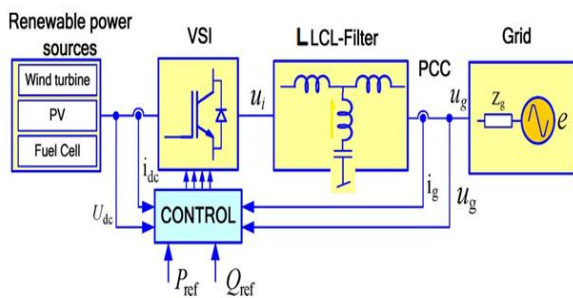 Renewable power
sources
VSI
LLCL-Filter
PCC
Grid
Wind turbine
PV
Fuel Cell
u_i
u_g
Z_g
e
i_dc
i_g
U_dc
CONTROL
u_g
P_ref
Q_ref